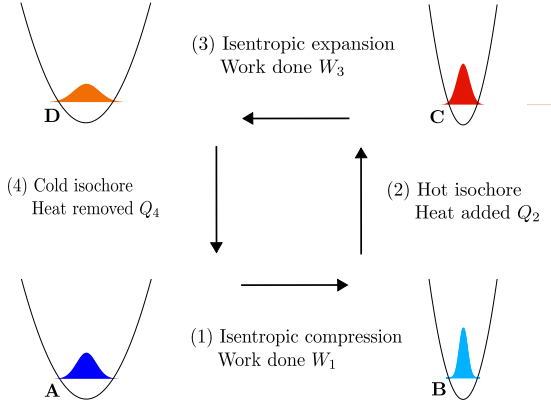 (3) Isentropic expansion
Work done W₃
D
C
(4) Cold isochore
Heat removed Q₄
(2) Hot isochore
Heat added Q₂
(1) Isentropic compression
Work done W₁
A
B